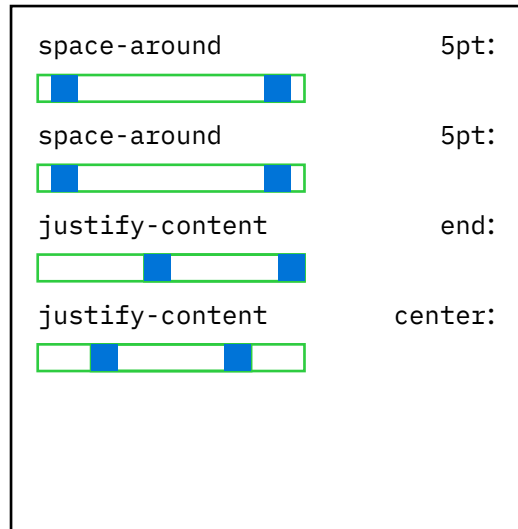 space-around 5pt:
space-around 5pt:
justify-content end:
justify-content center: